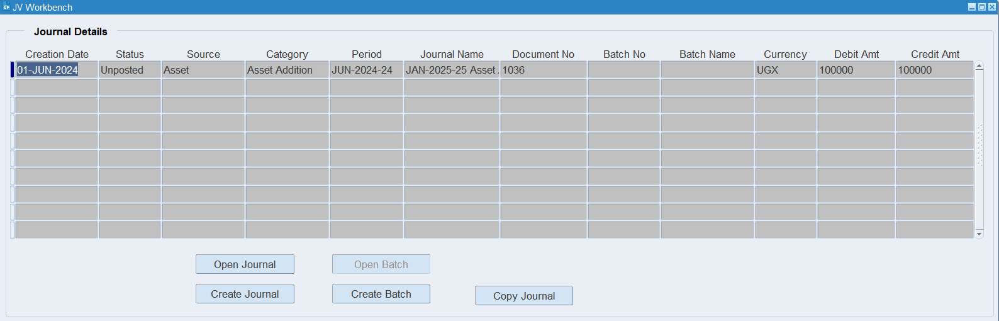 JV Workbench
Journal Details
Creation Date Status Source Category Period Journal Name Document No Batch No Batch Name Currency Debit Amt Credit Amt
01-JUN-2024 Unposted Asset Asset Addition JUN-2024-24 JAN-2025-25 Asset 1036 UGX 100000 100000
Open Journal Open Batch
Create Journal Create Batch Copy Journal